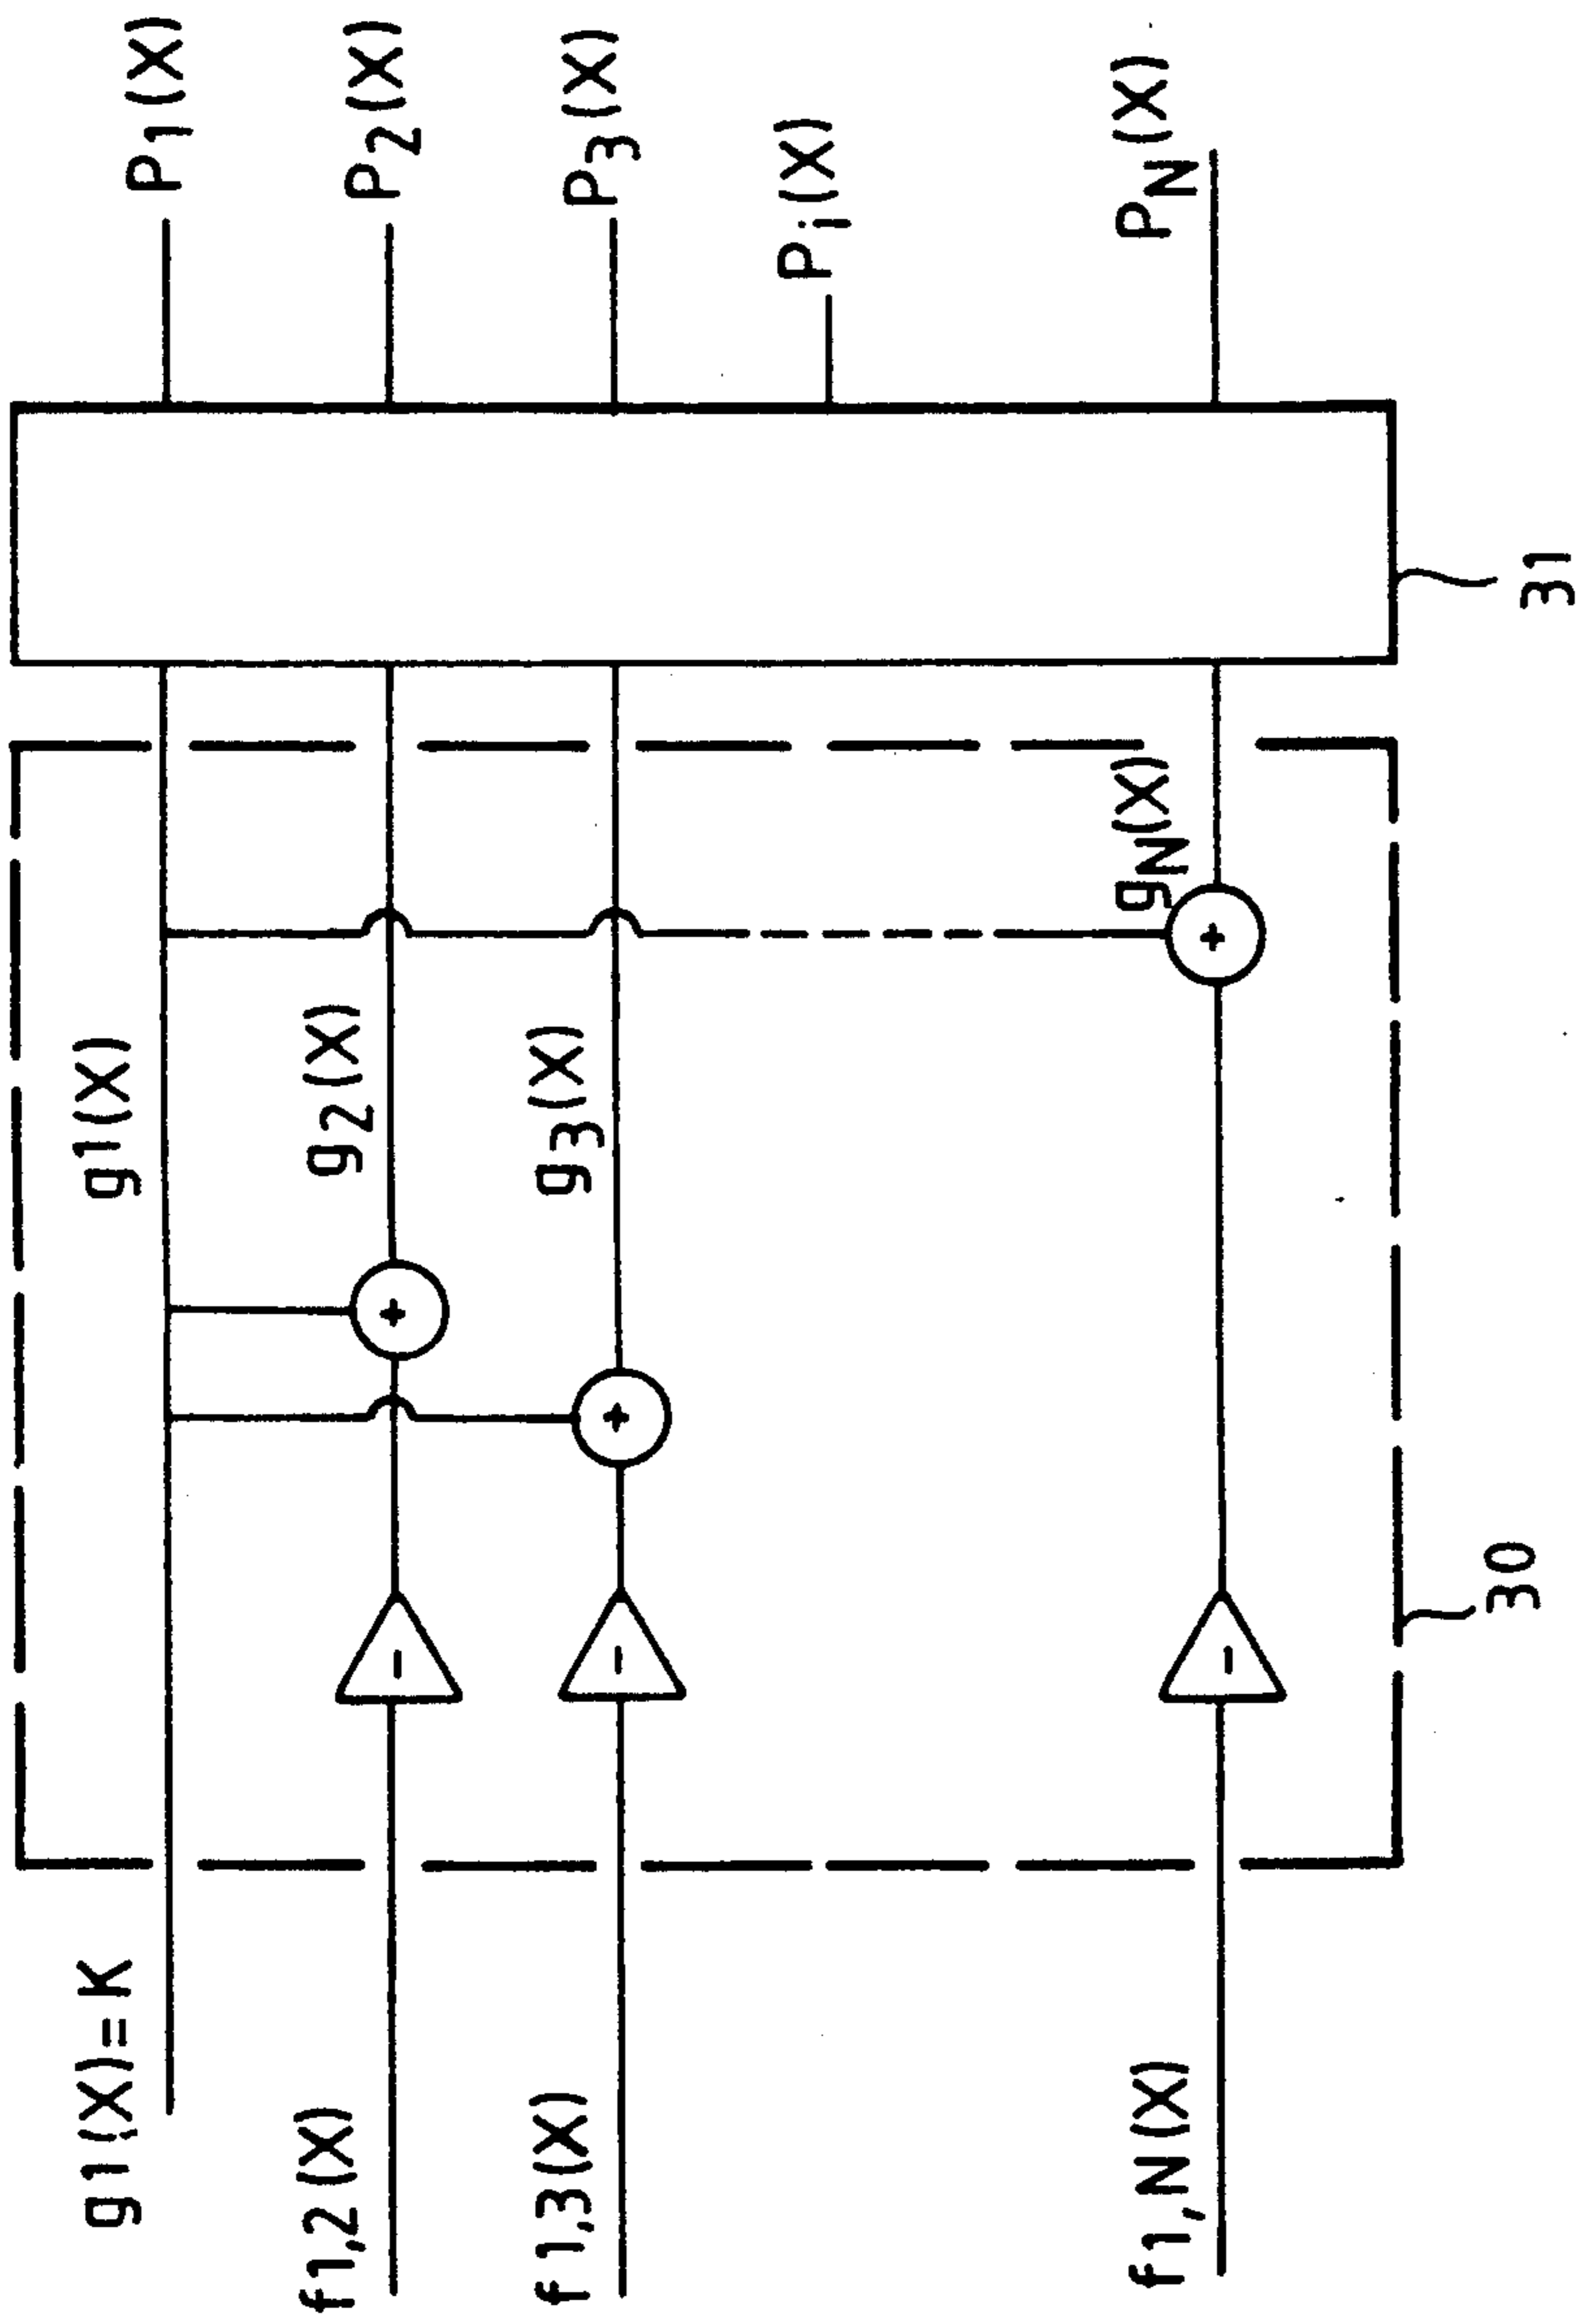 g1(X)=K
g1(X)
P1(X)
f1,2(X)
-
+
g2(X)
P2(X)
f1,3(X)
-
+
g3(X)
P3(X)
Pi(X)
f1,N(X)
-
+
gN(X)
PN(X)
30
31